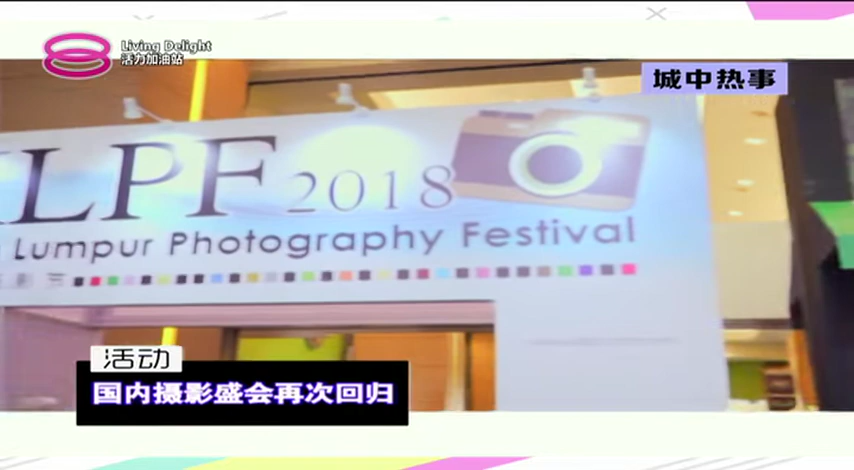 Living Delight
活力加油站
城中热事
LPF 2018
Lumpur Photography Festival
活动
国内摄影盛会再次回归